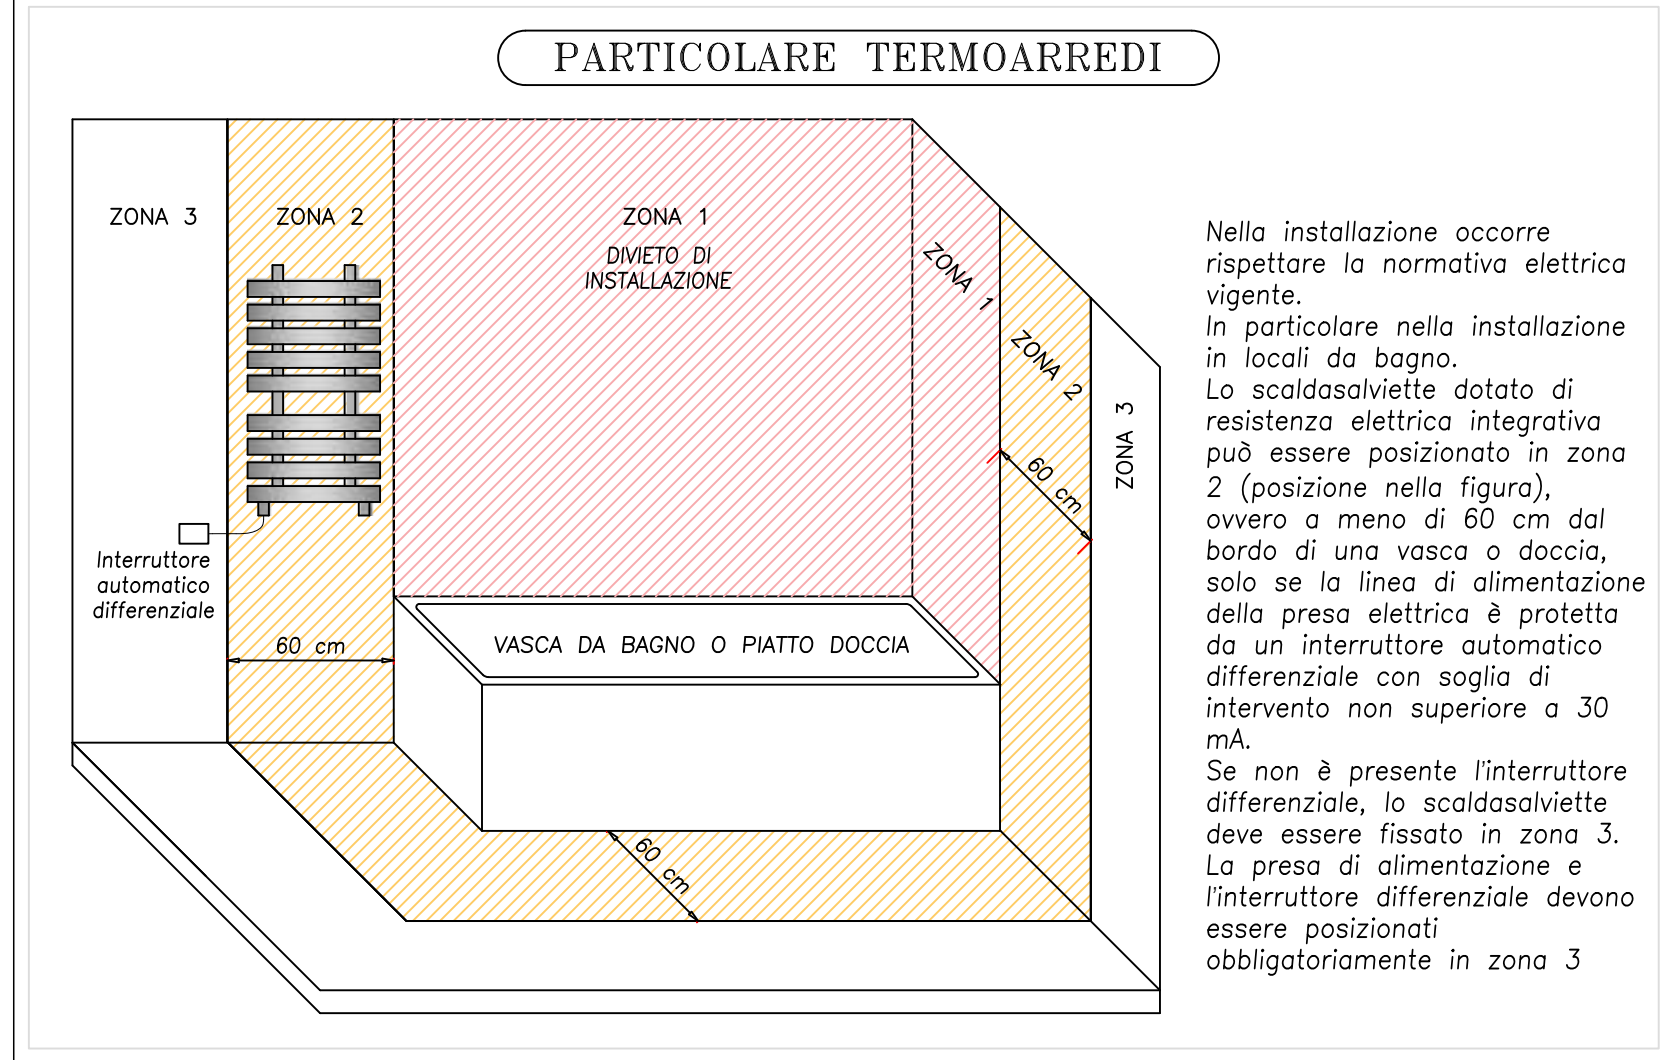 PARTICOLARE TERMOARREDI
ZONA 3
ZONA 2
ZONA 1
DIVIETO DI
INSTALLAZIONE
ZONA 1
ZONA 2
ZONA 3
60 cm
Interruttore
automatico
differenziale
60 cm
VASCA DA BAGNO O PIATTO DOCCIA
60 cm
Nella installazione occorre
rispettare la normativa elettrica
vigente.
In particolare nella installazione
in locali da bagno.
Lo scaldasalviette dotato di
resistenza elettrica integrativa
può essere posizionato in zona
2 (posizione nella figura),
ovvero a meno di 60 cm dal
bordo di una vasca o doccia,
solo se la linea di alimentazione
della presa elettrica è protetta
da un interruttore automatico
differenziale con soglia di
intervento non superiore a 30
mA.
Se non è presente l'interruttore
differenziale, lo scaldasalviette
deve essere fissato in zona 3.
La presa di alimentazione e
l'interruttore differenziale devono
essere posizionati
obbligatoriamente in zona 3